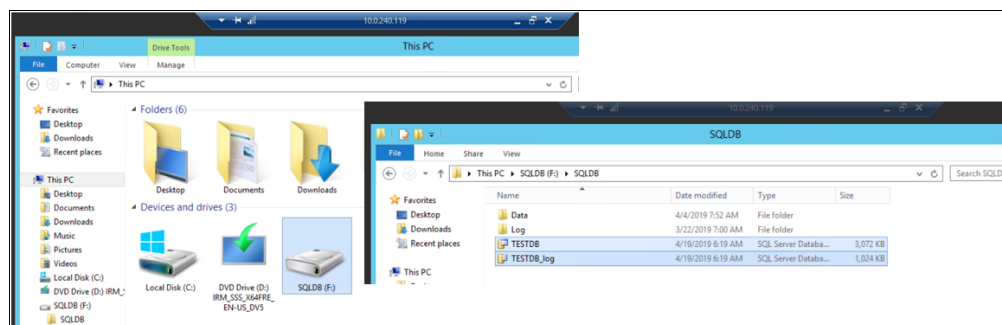 10.0.240.119
Drive Tools
This PC
File Computer View Manage
This PC
Favorites
Desktop
Downloads
Recent places
This PC
Desktop
Documents
Downloads
Music
Pictures
Videos
Local Disk (C:)
DVD Drive (D:) IRM_S
SQLDB (F:)
SQLDB
Folders (6)
Desktop Documents Downloads
Devices and drives (3)
Local Disk (C:)
DVD Drive (D:)
IRM_SSS_X64FRE_
EN-US_DV5
SQLDB (F:)
10.0.240.119
SQLDB
File Home Share View
This PC SQLDB (F:) SQLDB
Search SQLD
Favorites
Desktop
Downloads
Recent places
This PC
Name Date modified Type Size
Data 4/4/2019 7:52 AM File folder
Log 3/22/2019 7:00 AM File folder
TESTDB 4/19/2019 6:19 AM SQL Server Databa... 3,072 KB
TESTDB_log 4/19/2019 6:19 AM SQL Server Databa... 1,024 KB